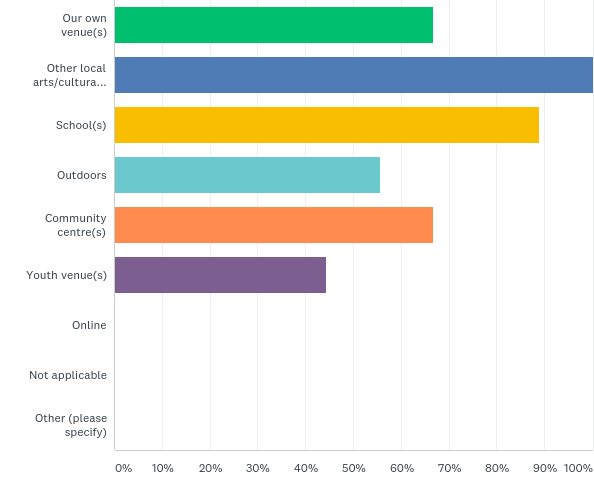 Our own
venue(s)
Other local
arts/cultura...
School(s)
Outdoors
Community
centre(s)
Youth venue(s)
Online
Not applicable
Other (please
specify)
0% 10% 20% 30% 40% 50% 60% 70% 80% 90% 100%